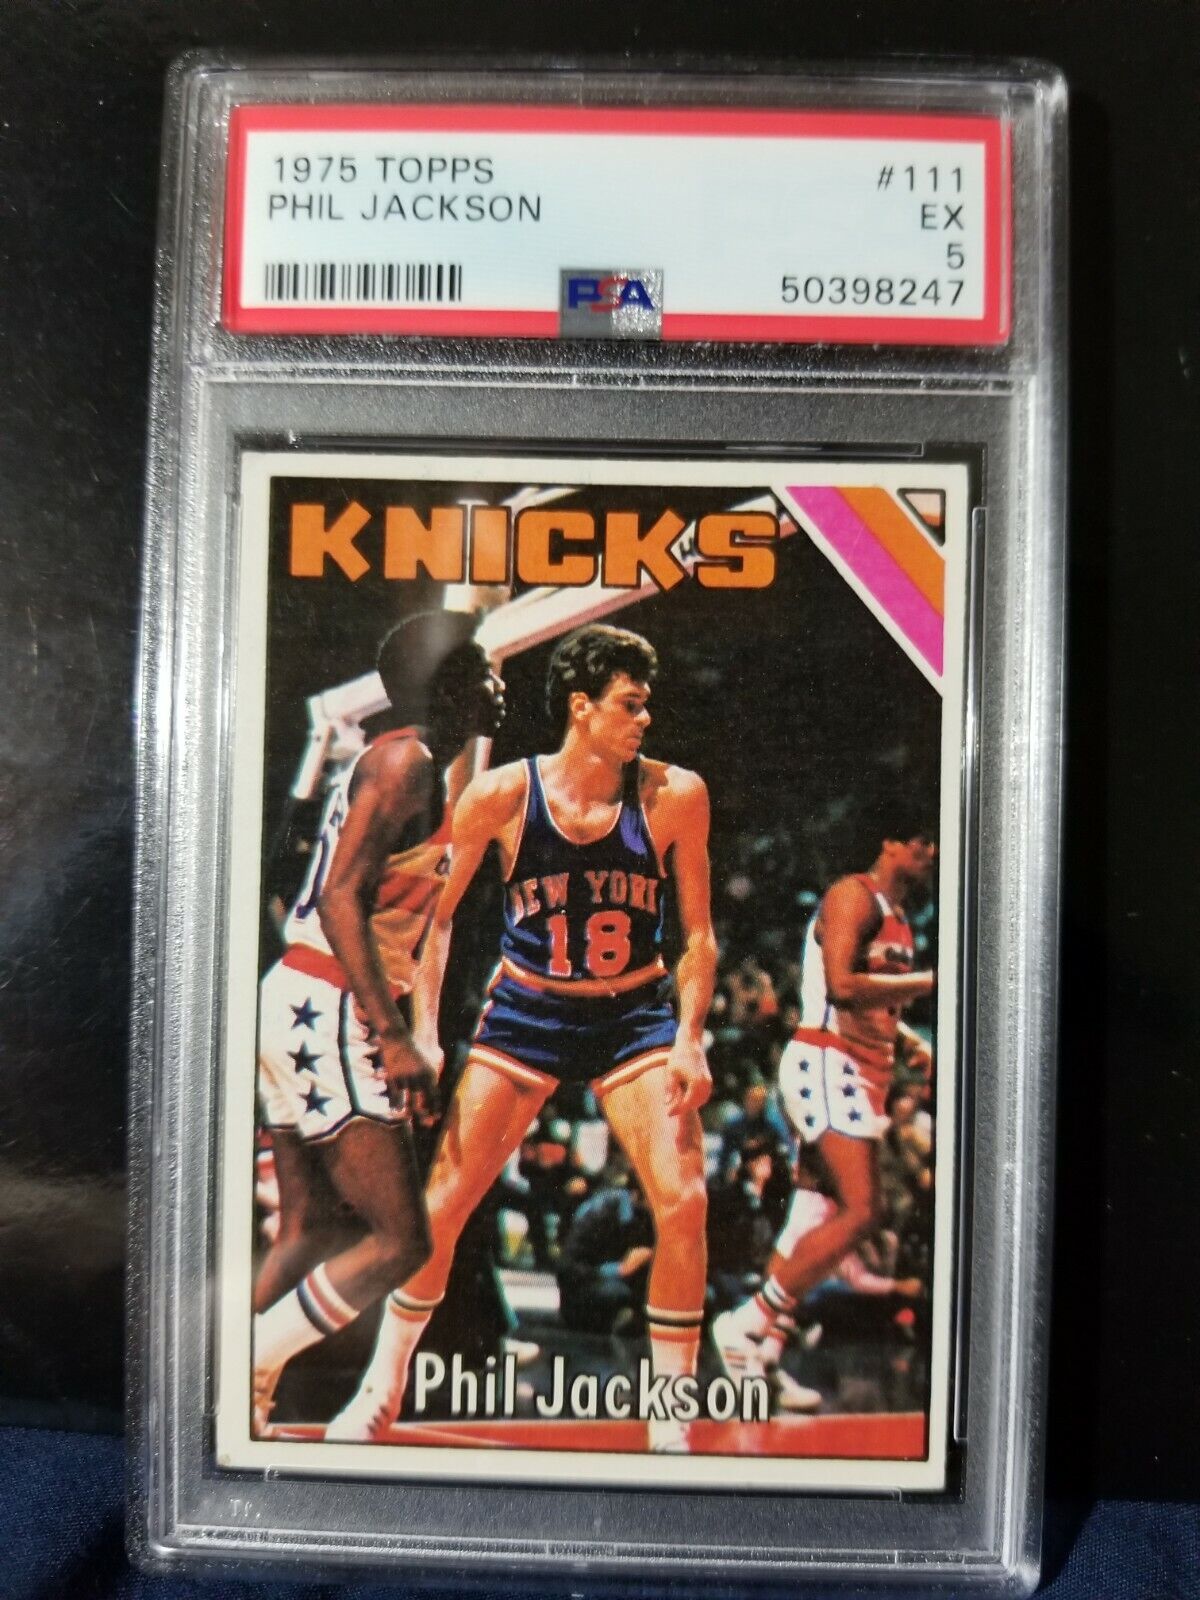 1975 TOPPS #111
PHIL JACKSON EX
5
PSA 50398247
KNICKS
NEW YORK
18
Phil Jackson